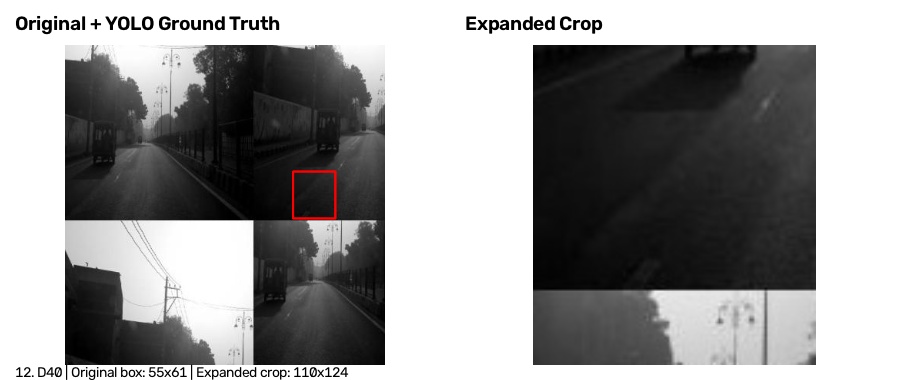 Original + YOLO Ground Truth
Expanded Crop
12. D40 | Original box: 55x61 | Expanded crop: 110x124